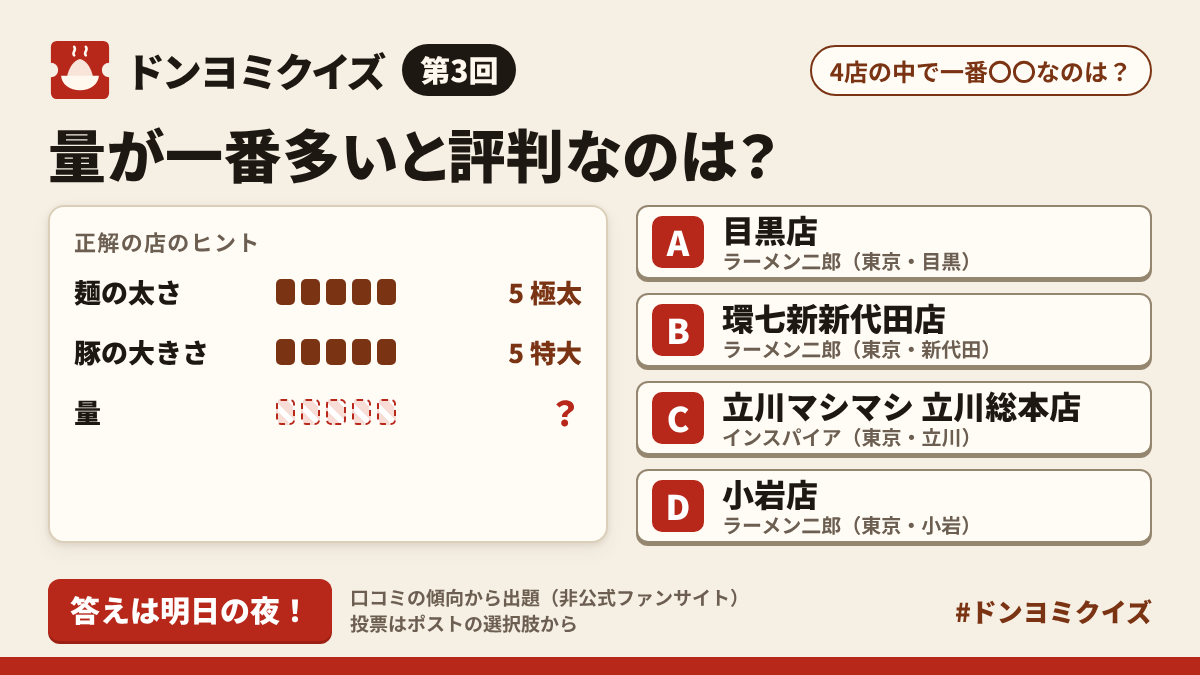 ドンヨミクイズ 第3回
4店の中で一番〇〇なのは？
量が一番多いと評判なのは？
正解の店のヒント
麺の太さ 5 極太
豚の大きさ 5 特大
量 ？
A 目黒店
ラーメン二郎（東京・目黒）
B 環七新新代田店
ラーメン二郎（東京・新代田）
C 立川マシマシ 立川総本店
インスパイア（東京・立川）
D 小岩店
ラーメン二郎（東京・小岩）
答えは明日の夜！
口コミの傾向から出題（非公式ファンサイト）
投票はポストの選択肢から
#ドンヨミクイズ